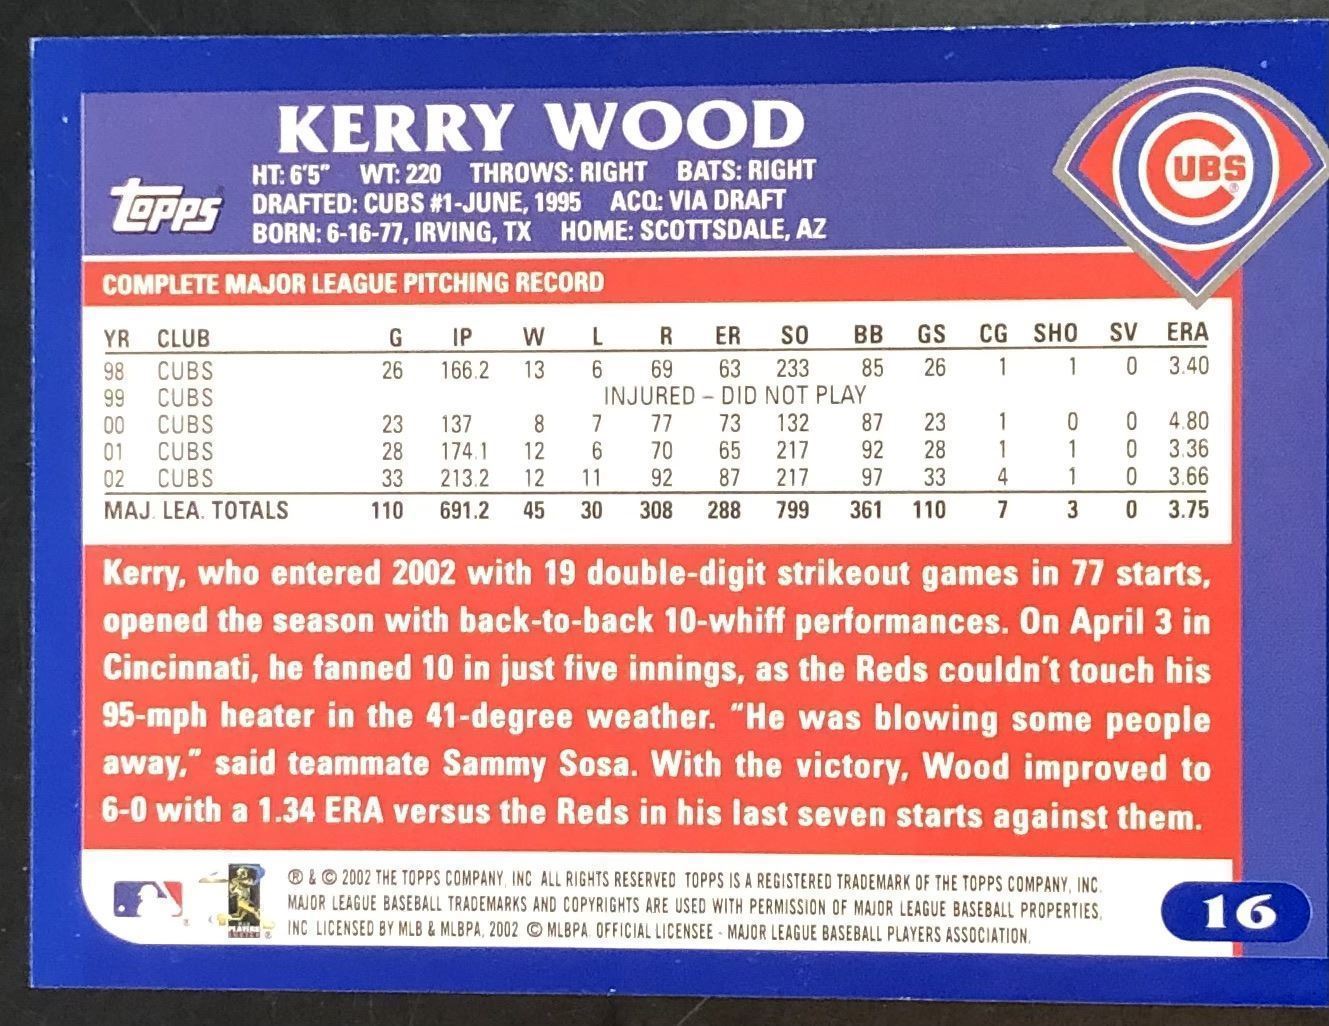 KERRY WOOD
HT: 6'5" WT: 220 THROWS: RIGHT BATS: RIGHT
DRAFTED: CUBS #1-JUNE, 1995 ACQ: VIA DRAFT
BORN: 6-16-77, IRVING, TX HOME: SCOTTSDALE, AZ
Topps
CUBS ®
COMPLETE MAJOR LEAGUE PITCHING RECORD
YR CLUB G IP W L R ER SO BB GS CG SHO SV ERA
98 CUBS 26 166.2 13 6 69 63 233 85 26 1 1 0 3.40
99 CUBS INJURED – DID NOT PLAY
00 CUBS 23 137 8 7 77 73 132 87 23 1 0 0 4.80
01 CUBS 28 174.1 12 6 70 65 217 92 28 1 1 0 3.36
02 CUBS 33 213.2 12 11 92 87 217 97 33 4 1 0 3.66
MAJ. LEA. TOTALS 110 691.2 45 30 308 288 799 361 110 7 3 0 3.75
Kerry, who entered 2002 with 19 double-digit strikeout games in 77 starts,
opened the season with back-to-back 10-whiff performances. On April 3 in
Cincinnati, he fanned 10 in just five innings, as the Reds couldn't touch his
95-mph heater in the 41-degree weather. "He was blowing some people
away," said teammate Sammy Sosa. With the victory, Wood improved to
6-0 with a 1.34 ERA versus the Reds in his last seven starts against them.
® & © 2002 THE TOPPS COMPANY, INC. ALL RIGHTS RESERVED. TOPPS IS A REGISTERED TRADEMARK OF THE TOPPS COMPANY, INC.
MAJOR LEAGUE BASEBALL TRADEMARKS AND COPYRIGHTS ARE USED WITH PERMISSION OF MAJOR LEAGUE BASEBALL PROPERTIES,
INC. LICENSED BY MLB & MLBPA, 2002 © MLBPA. OFFICIAL LICENSEE - MAJOR LEAGUE BASEBALL PLAYERS ASSOCIATION.
16